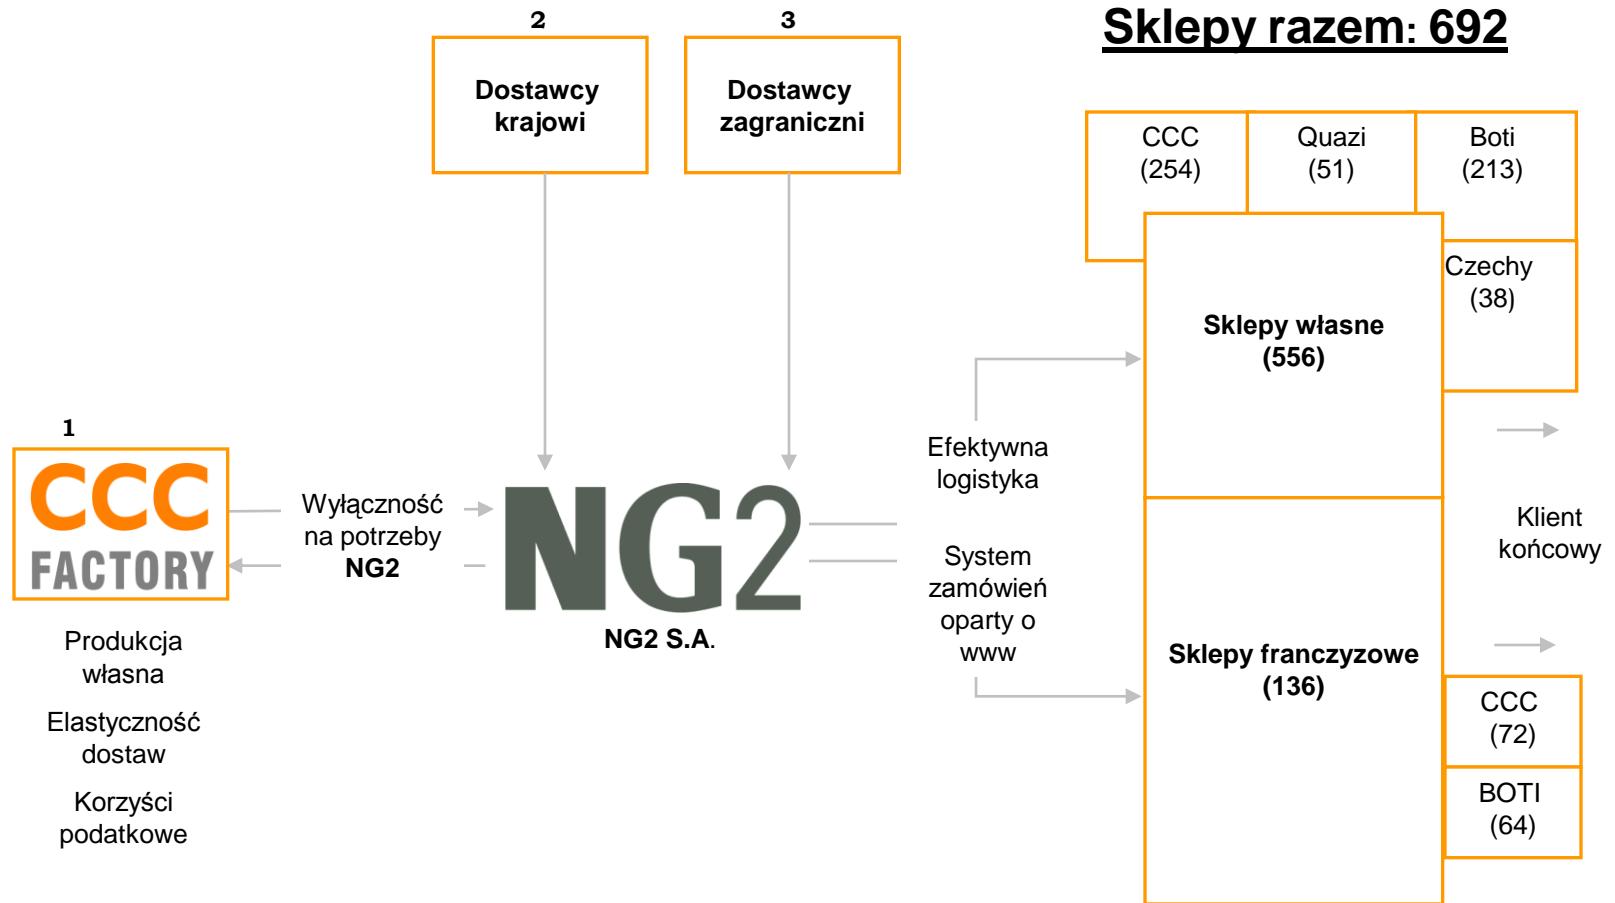 2
3
Sklepy razem: 692
Dostawcy
krajowi
Dostawcy
zagraniczni
CCC
(254)
Quazi
(51)
Boti
(213)
Czechy
(38)
Sklepy własne
(556)
1
CCC
FACTORY
Wyłączność
na potrzeby
NG2
NG2
NG2 S.A.
Efektywna
logistyka
System
zamówień
oparty o
www
Klient
końcowy
Sklepy franczyzowe
(136)
CCC
(72)
BOTI
(64)
Produkcja
własna
Elastyczność
dostaw
Korzyści
podatkowe